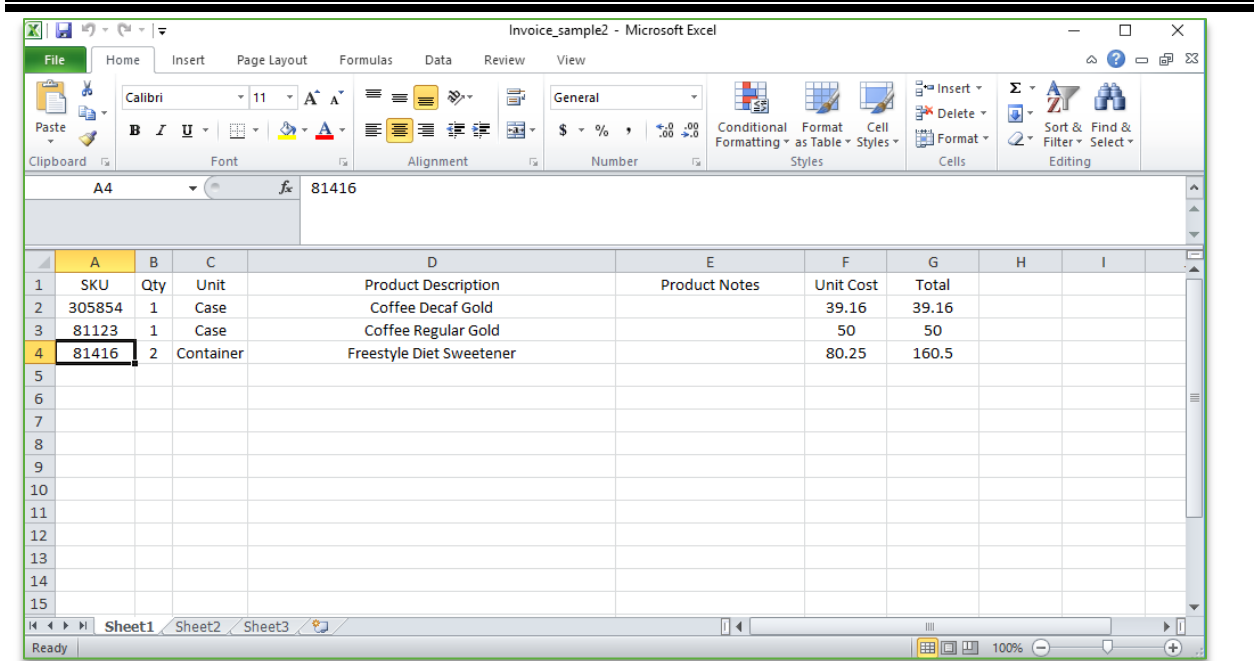 Invoice_sample2 - Microsoft Excel
File Home Insert Page Layout Formulas Data Review View
Calibri 11 A A General Insert Σ
Paste Conditional Format Cell Delete Sort & Find &
B I U A $ % , .0 .00 .00 .0 Formatting as Table Styles Format Filter Select
Clipboard Font Alignment Number Styles Cells Editing
A4 fx 81416
A B C D E F G H I
1 SKU Qty Unit Product Description Product Notes Unit Cost Total
2 305854 1 Case Coffee Decaf Gold 39.16 39.16
3 81123 1 Case Coffee Regular Gold 50 50
4 81416 2 Container Freestyle Diet Sweetener 80.25 160.5
5
6
7
8
9
10
11
12
13
14
15
Sheet1 Sheet2 Sheet3
Ready 100%